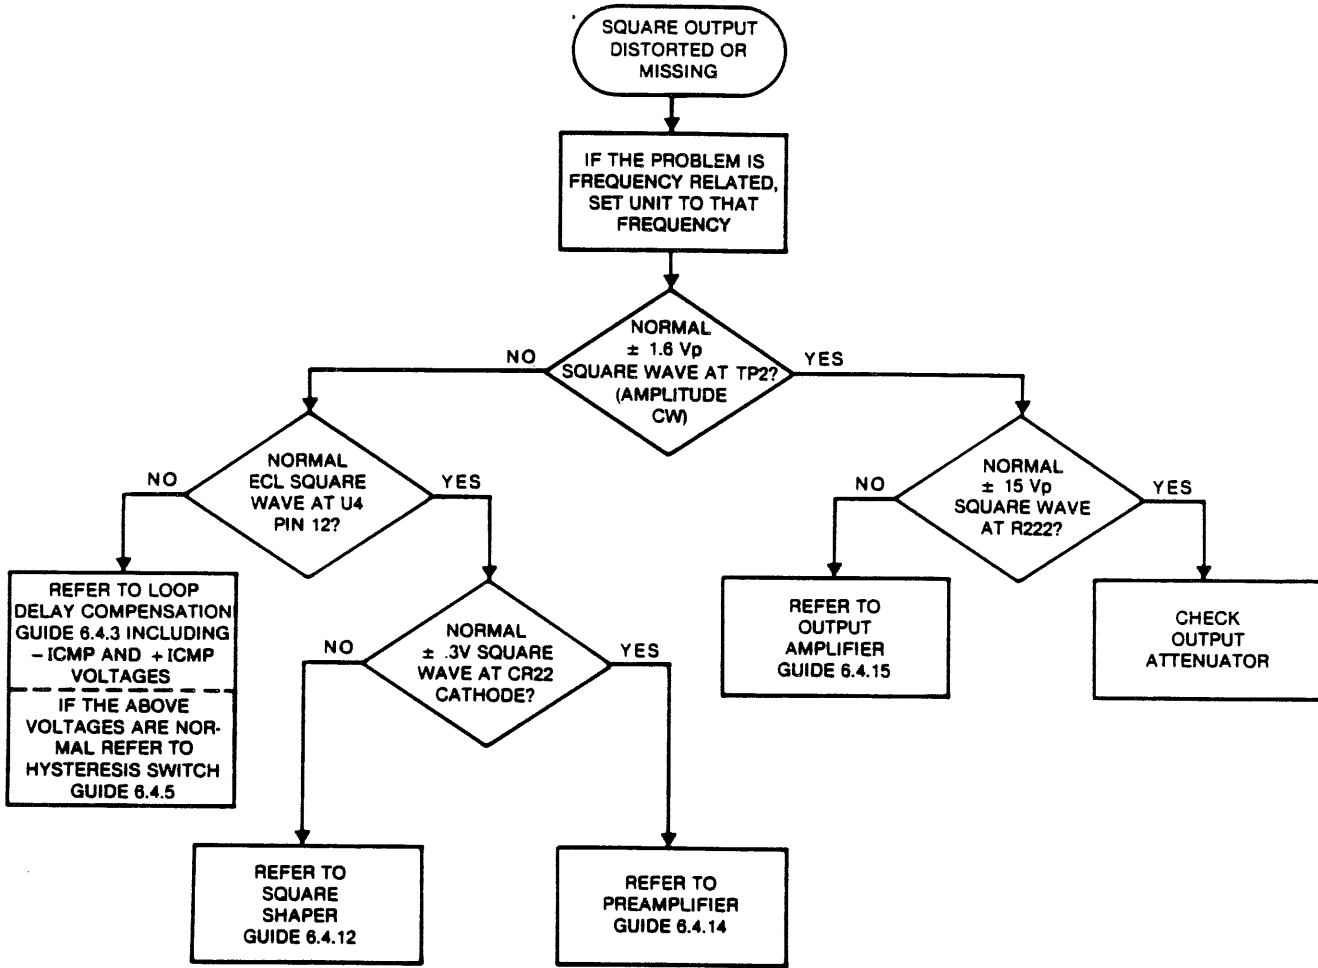 SQUARE OUTPUT
DISTORTED OR
MISSING
IF THE PROBLEM IS
FREQUENCY RELATED,
SET UNIT TO THAT
FREQUENCY
NORMAL
± 1.6 Vp
SQUARE WAVE AT TP2?
(AMPLITUDE
CW)
NO
YES
NORMAL
ECL SQUARE
WAVE AT U4
PIN 12?
NO
YES
NORMAL
± 15 Vp
SQUARE WAVE
AT R222?
NO
YES
REFER TO LOOP
DELAY COMPENSATION
GUIDE 6.4.3 INCLUDING
– ICMP AND + ICMP
VOLTAGES
IF THE ABOVE
VOLTAGES ARE NOR-
MAL REFER TO
HYSTERESIS SWITCH
GUIDE 6.4.5
NORMAL
± .3V SQUARE
WAVE AT CR22
CATHODE?
NO
YES
REFER TO
OUTPUT
AMPLIFIER
GUIDE 6.4.15
CHECK
OUTPUT
ATTENUATOR
REFER TO
SQUARE
SHAPER
GUIDE 6.4.12
REFER TO
PREAMPLIFIER
GUIDE 6.4.14